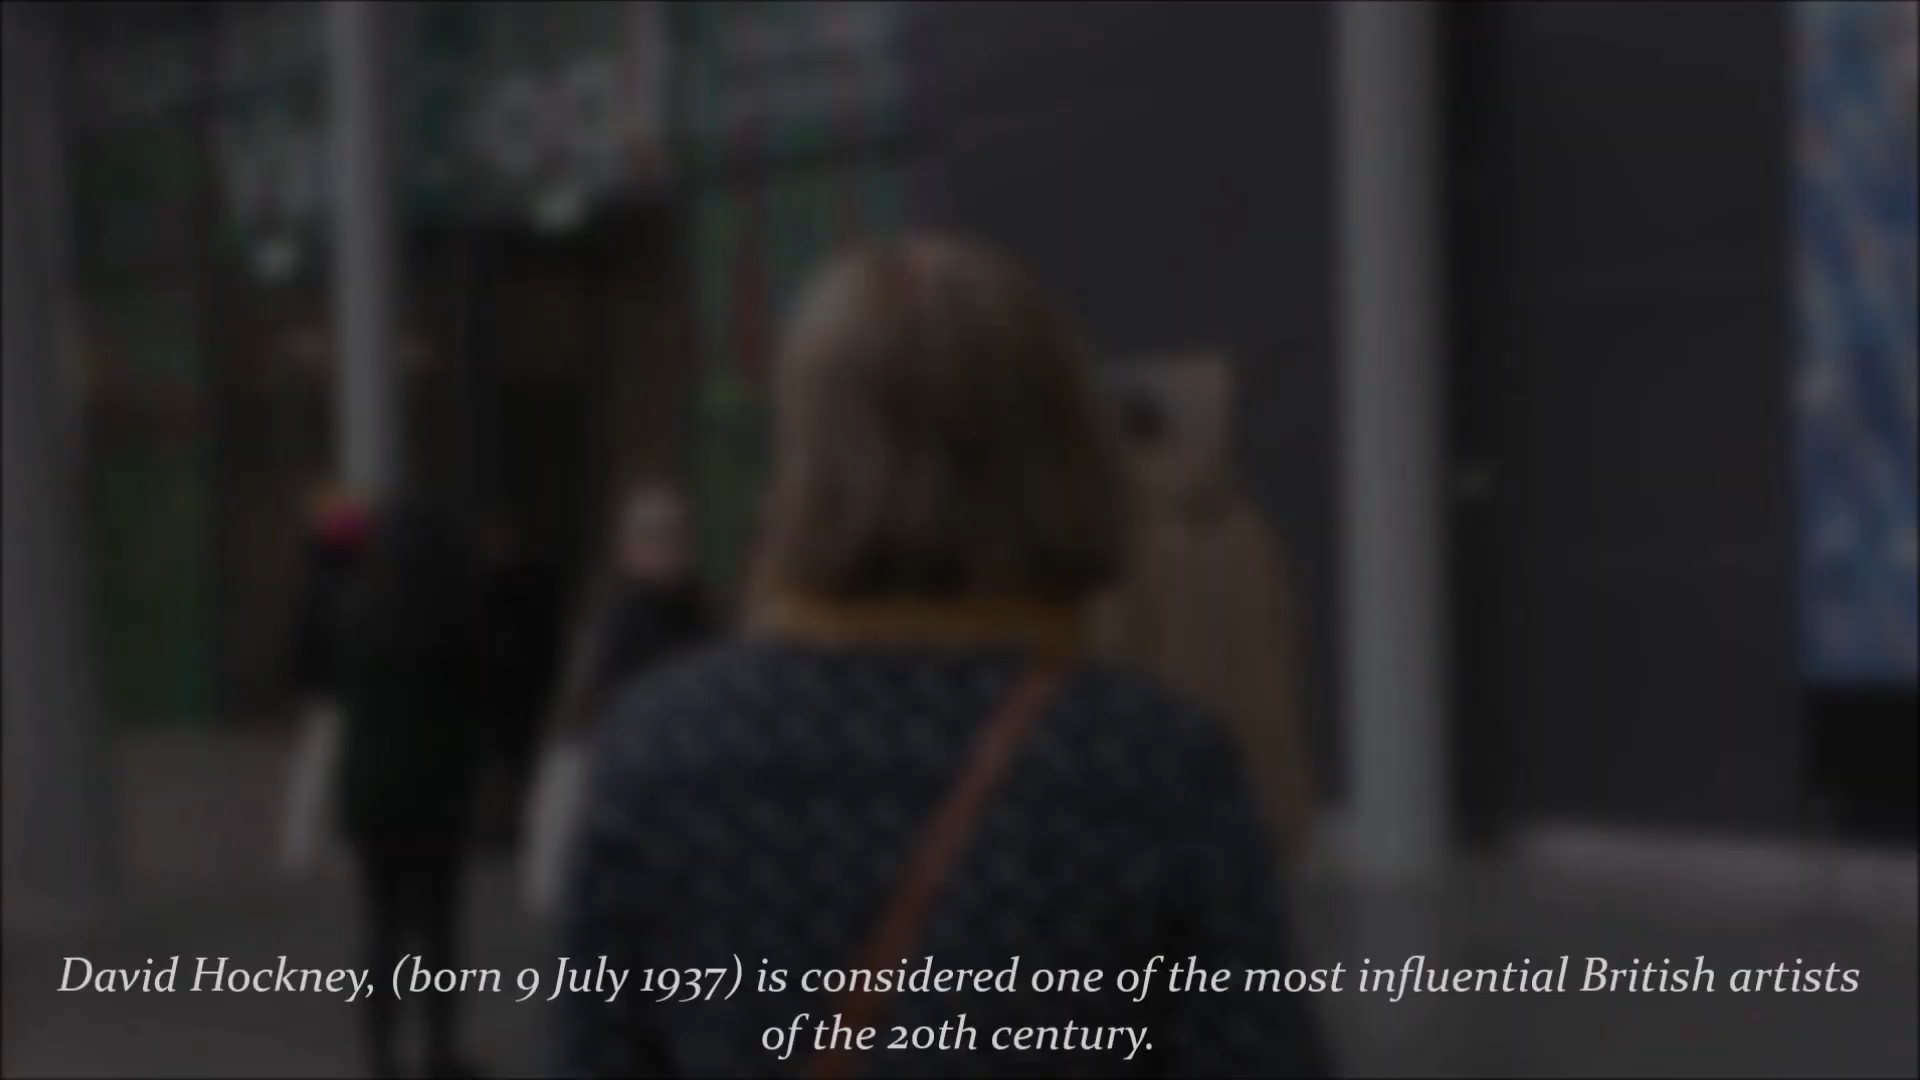 David Hockney, (born 9 July 1937) is considered one of the most influential British artists
of the 20th century.